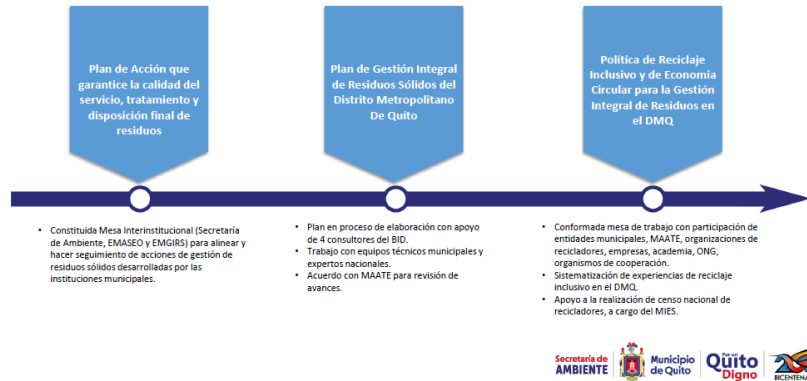 Plan de Acción que
garantice la calidad del
servicio, tratamiento y
disposición final de
residuos
Plan de Gestión Integral
de Residuos Sólidos del
Distrito Metropolitano
De Quito
Política de Reciclaje
Inclusivo y de Economía
Circular para la Gestión
Integral de Residuos en
el DMQ
• Constituida Mesa Interinstitucional (Secretaría
de Ambiente, EMASEO y EMGIRS) para alinear y
hacer seguimiento de acciones de gestión de
residuos sólidos desarrolladas por las
instituciones municipales.
• Plan en proceso de elaboración con apoyo
de 4 consultores del BID.
• Trabajo con equipos técnicos municipales y
expertos nacionales.
• Acuerdo con MAATE para revisión de
avances.
• Conformada mesa de trabajo con participación de
entidades municipales, MAATE, organizaciones de
recicladores, empresas, academia, ONG,
organismos de cooperación.
• Sistematización de experiencias de reciclaje
inclusivo en el DMQ.
• Apoyo a la realización de censo nacional de
recicladores, a cargo del MIES.
Secretaría de
AMBIENTE
Municipio
de Quito
Por un
Quito
Digno
BICENTENA